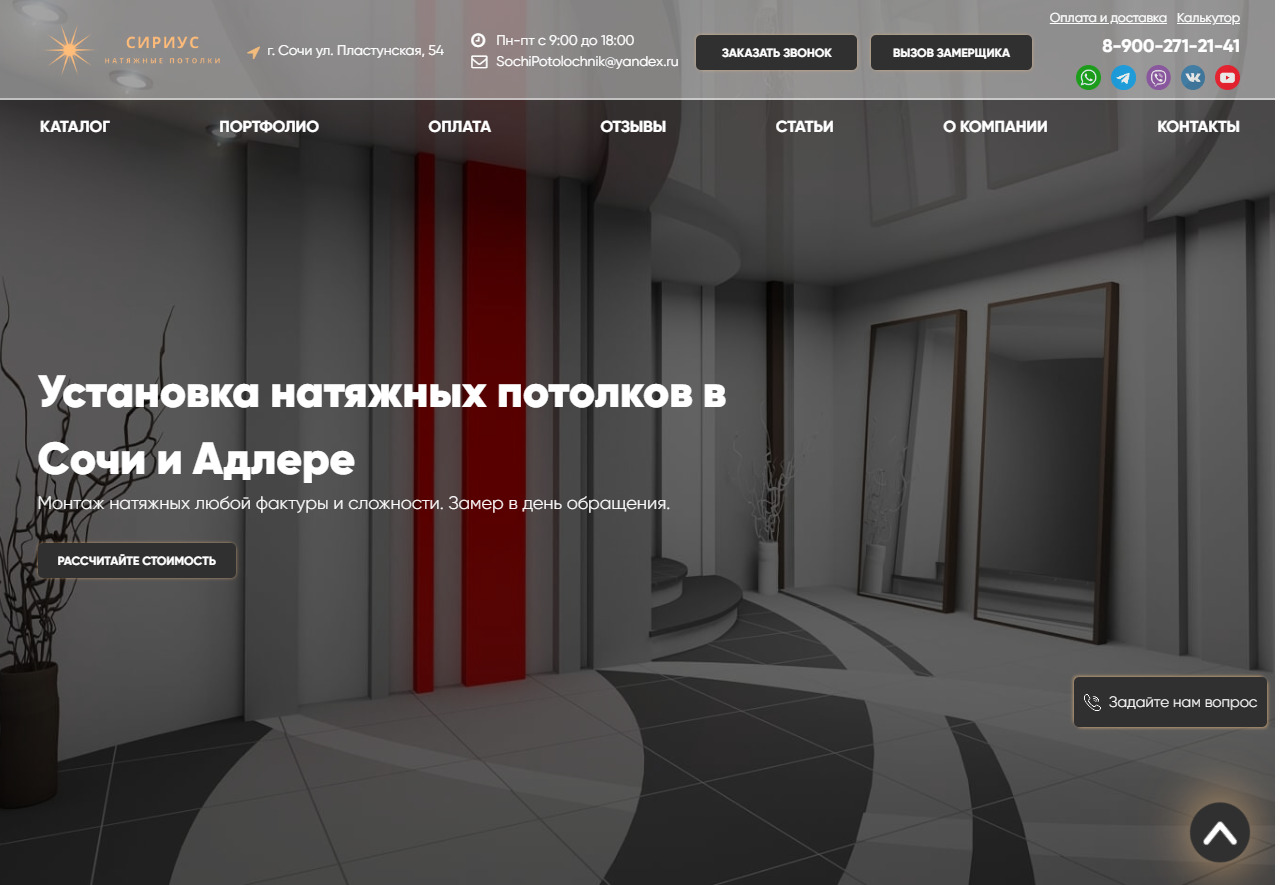 Оплата и доставка Калькутор
СИРИУС
НАТЯЖНЫЕ ПОТОЛКИ
г. Сочи ул. Пластунская, 54
Пн-пт с 9:00 до 18:00
SochiPotolochnik@yandex.ru
ЗАКАЗАТЬ ЗВОНОК
ВЫЗОВ ЗАМЕРЩИКА
8-900-271-21-41
КАТАЛОГ ПОРТФОЛИО ОПЛАТА ОТЗЫВЫ СТАТЬИ О КОМПАНИИ КОНТАКТЫ
Установка натяжных потолков в
Сочи и Адлере
Монтаж натяжных любой фактуры и сложности. Замер в день обращения.
РАССЧИТАЙТЕ СТОИМОСТЬ
Задайте нам вопрос